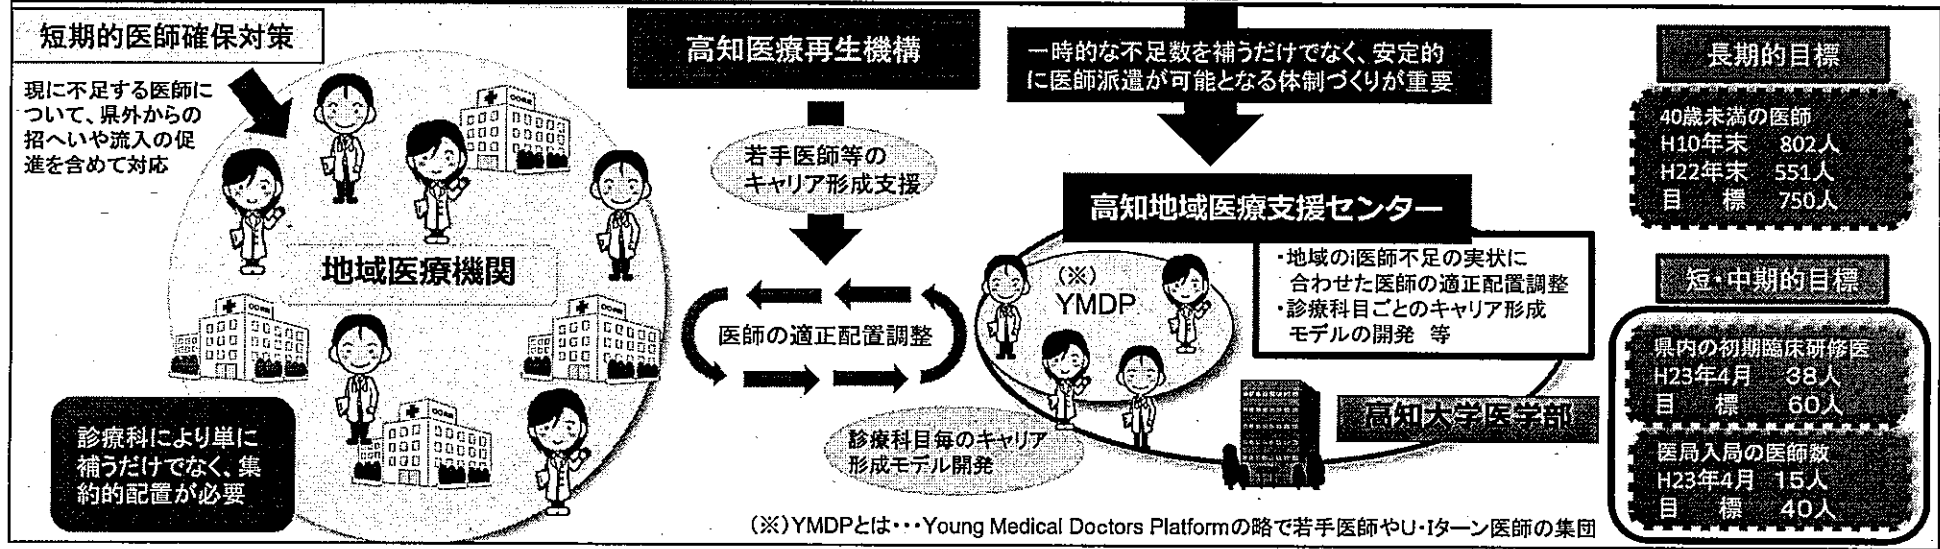 短期的医師確保対策
現に不足する医師に
ついて、県外からの
招へいや流入の促
進を含めて対応
地域医療機関
診療科により単に
補うだけでなく、集
約的配置が必要
高知医療再生機構
若手医師等の
キャリア形成支援
医師の適正配置調整
診療科目毎のキャリア
形成モデル開発
一時的な不足数を補うだけでなく、安定的
に医師派遣が可能となる体制づくりが重要
高知地域医療支援センター
・地域のi医師不足の実状に
合わせた医師の適正配置調整
・診療科目ごとのキャリア形成
モデルの開発 等
(※)
YMDP
高知大学医学部
(※)YMDPとは・・・Young Medical Doctors Platformの略で若手医師やU・Iターン医師の集団
長期的目標
40歳未満の医師
H10年末 802人
H22年末 551人
目 標 750人
短・中期的目標
県内の初期臨床研修医
H23年4月 38人
目 標 60人
医局入局の医師数
H23年4月 15人
目 標 40人